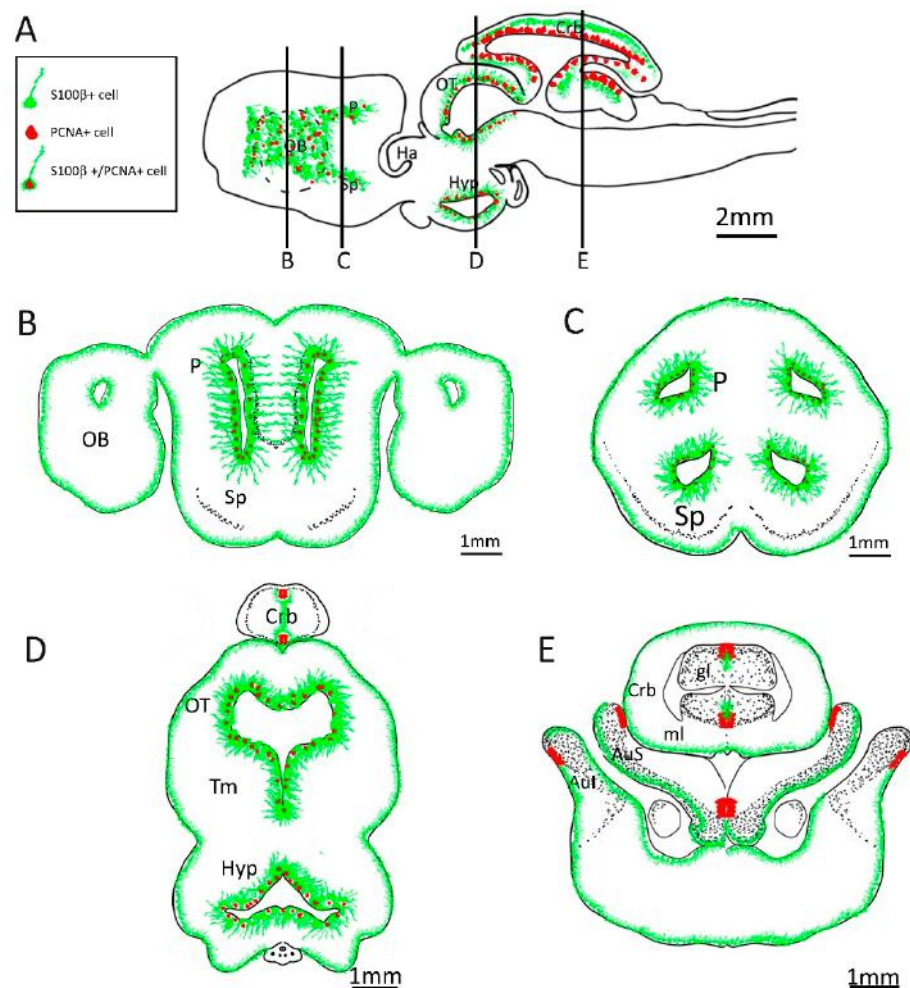 A
S100β+ cell
PCNA+ cell
S100β +/PCNA+ cell
Crb
OT
P
OB
Ha
Sp
Hyp
2mm
B
C
D
E
B
P
OB
Sp
1mm
C
P
Sp
1mm
D
Crb
OT
Tm
Hyp
1mm
E
gl
Crb
ml
AuS
AuI
1mm